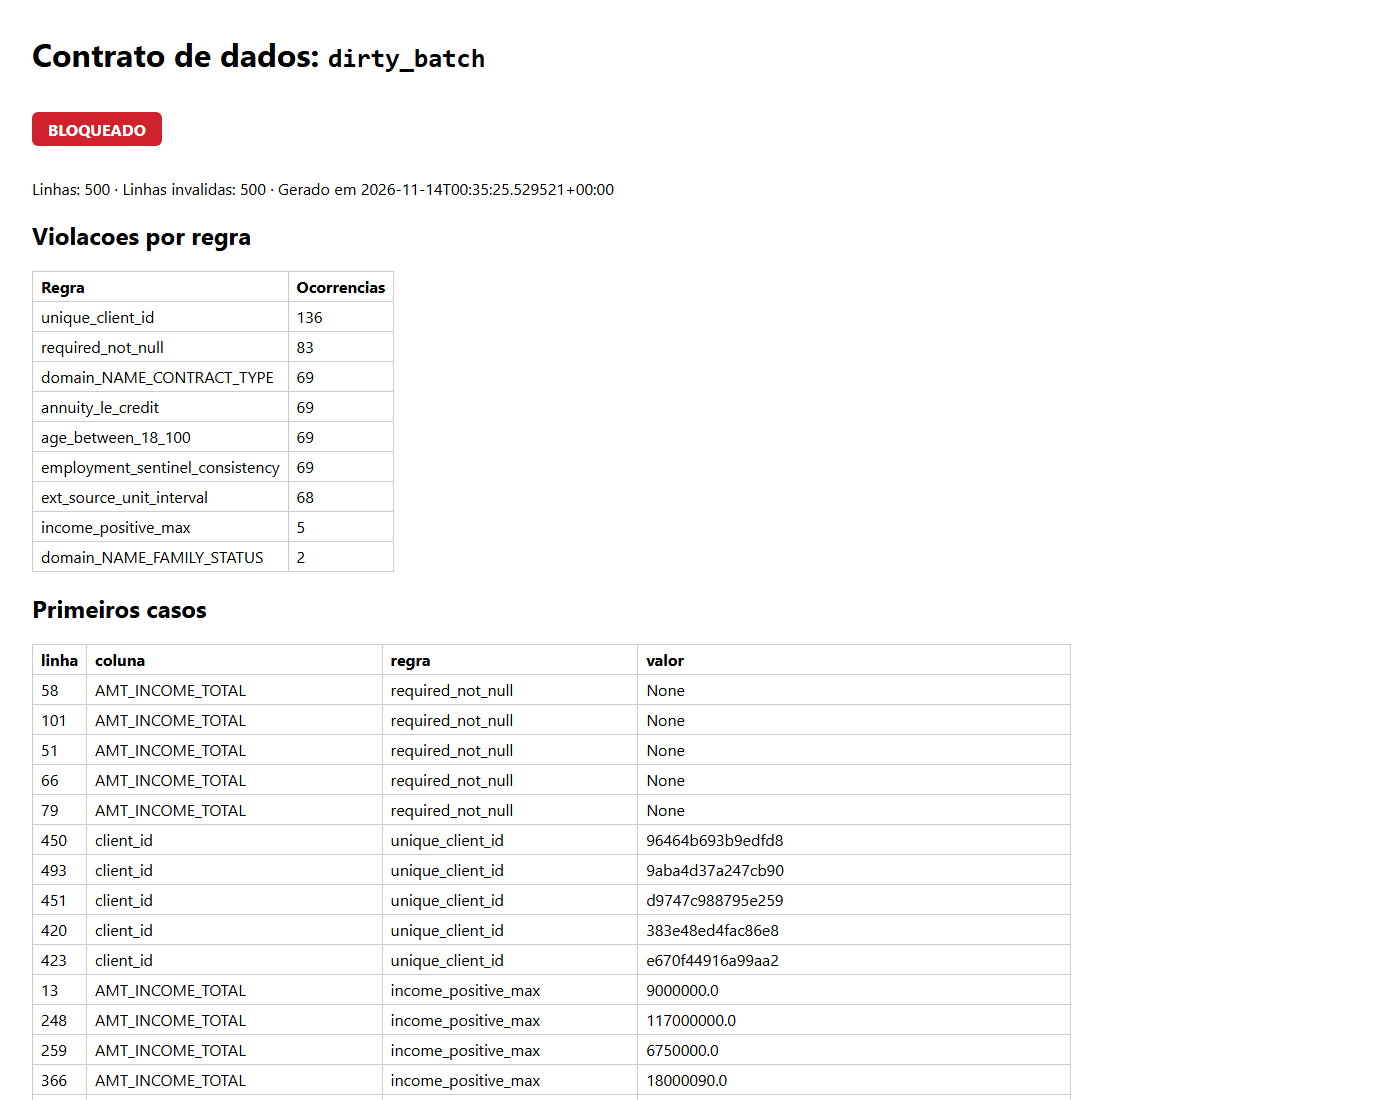 Contrato de dados: dirty_batch
BLOQUEADO
Linhas: 500 · Linhas invalidas: 500 · Gerado em 2026-11-14T00:35:25.529521+00:00
Violacoes por regra
Regra Ocorrencias
unique_client_id 136
required_not_null 83
domain_NAME_CONTRACT_TYPE 69
annuity_le_credit 69
age_between_18_100 69
employment_sentinel_consistency 69
ext_source_unit_interval 68
income_positive_max 5
domain_NAME_FAMILY_STATUS 2
Primeiros casos
linha coluna regra valor
58 AMT_INCOME_TOTAL required_not_null None
101 AMT_INCOME_TOTAL required_not_null None
51 AMT_INCOME_TOTAL required_not_null None
66 AMT_INCOME_TOTAL required_not_null None
79 AMT_INCOME_TOTAL required_not_null None
450 client_id unique_client_id 96464b693b9edfd8
493 client_id unique_client_id 9aba4d37a247cb90
451 client_id unique_client_id d9747c988795e259
420 client_id unique_client_id 383e48ed4fac86e8
423 client_id unique_client_id e670f44916a99aa2
13 AMT_INCOME_TOTAL income_positive_max 9000000.0
248 AMT_INCOME_TOTAL income_positive_max 117000000.0
259 AMT_INCOME_TOTAL income_positive_max 6750000.0
366 AMT_INCOME_TOTAL income_positive_max 18000090.0